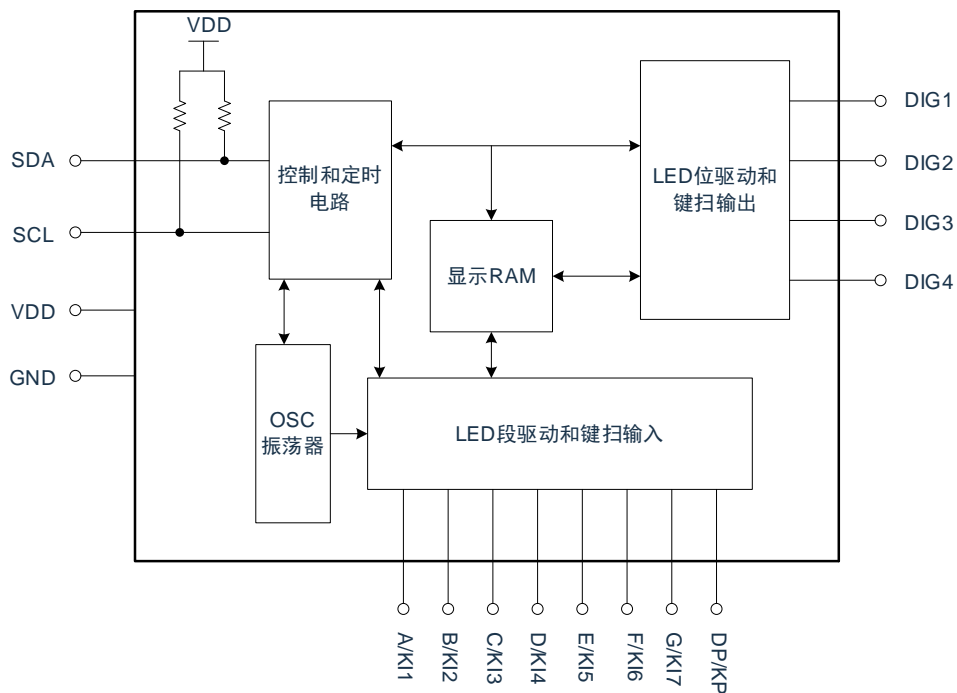 VDD
SDA
SCL
VDD
GND
控制和定时
电路
LED位驱动和
键扫输出
显示RAM
OSC
振荡器
LED段驱动和键扫输入
DIG1
DIG2
DIG3
DIG4
A/KI1
B/KI2
C/KI3
D/KI4
E/KI5
F/KI6
G/KI7
DP/KP